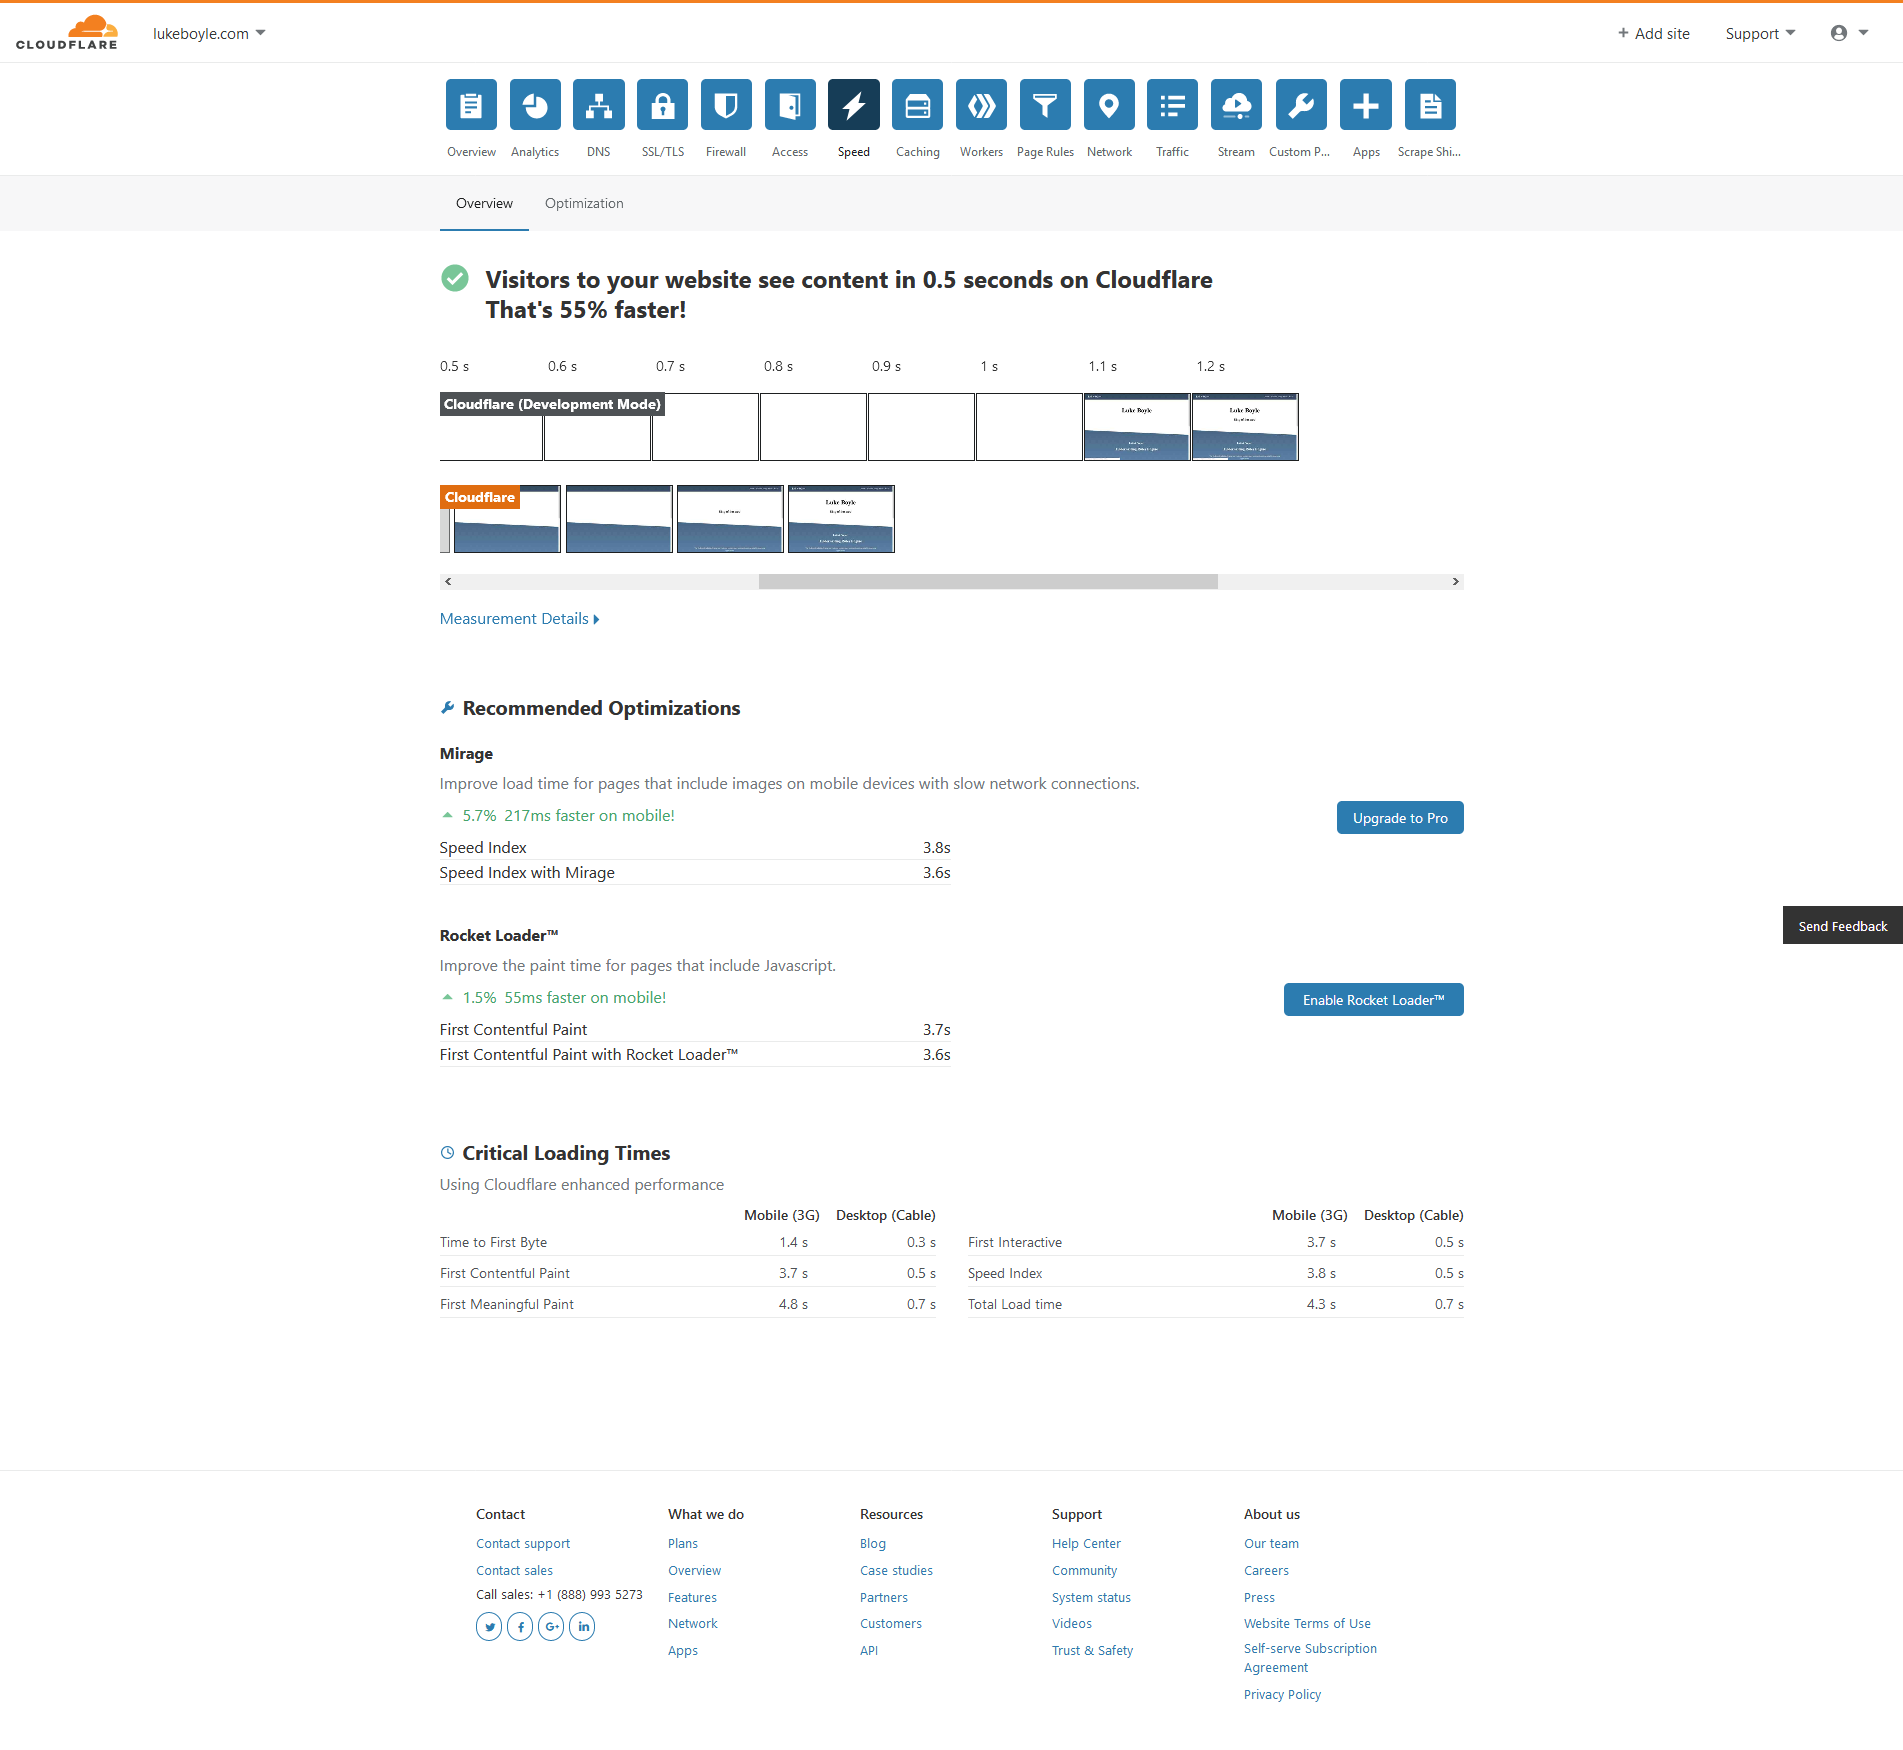 CLOUDFLARE
lukeboyle.com
+ Add site
Support
Overview
Analytics
DNS
SSL/TLS
Firewall
Access
Speed
Caching
Workers
Page Rules
Network
Traffic
Stream
Custom P...
Apps
Scrape Shi...
Overview
Optimization
Visitors to your website see content in 0.5 seconds on Cloudflare
That's 55% faster!
0.5 s
0.6 s
0.7 s
0.8 s
0.9 s
1 s
1.1 s
1.2 s
Cloudflare (Development Mode)
Luke Boyle
Luke Boyle
Cloudflare
Luke Boyle
Measurement Details
Recommended Optimizations
Mirage
Improve load time for pages that include images on mobile devices with slow network connections.
5.7% 217ms faster on mobile!
Upgrade to Pro
Speed Index 3.8s
Speed Index with Mirage 3.6s
Send Feedback
Rocket Loader™
Improve the paint time for pages that include Javascript.
1.5% 55ms faster on mobile!
Enable Rocket Loader™
First Contentful Paint 3.7s
First Contentful Paint with Rocket Loader™ 3.6s
Critical Loading Times
Using Cloudflare enhanced performance
Mobile (3G) Desktop (Cable)
Time to First Byte 1.4 s 0.3 s
First Contentful Paint 3.7 s 0.5 s
First Meaningful Paint 4.8 s 0.7 s
Mobile (3G) Desktop (Cable)
First Interactive 3.7 s 0.5 s
Speed Index 3.8 s 0.5 s
Total Load time 4.3 s 0.7 s
Contact
Contact support
Contact sales
Call sales: +1 (888) 993 5273
What we do
Plans
Overview
Features
Network
Apps
Resources
Blog
Case studies
Partners
Customers
API
Support
Help Center
Community
System status
Videos
Trust & Safety
About us
Our team
Careers
Press
Website Terms of Use
Self-serve Subscription
Agreement
Privacy Policy